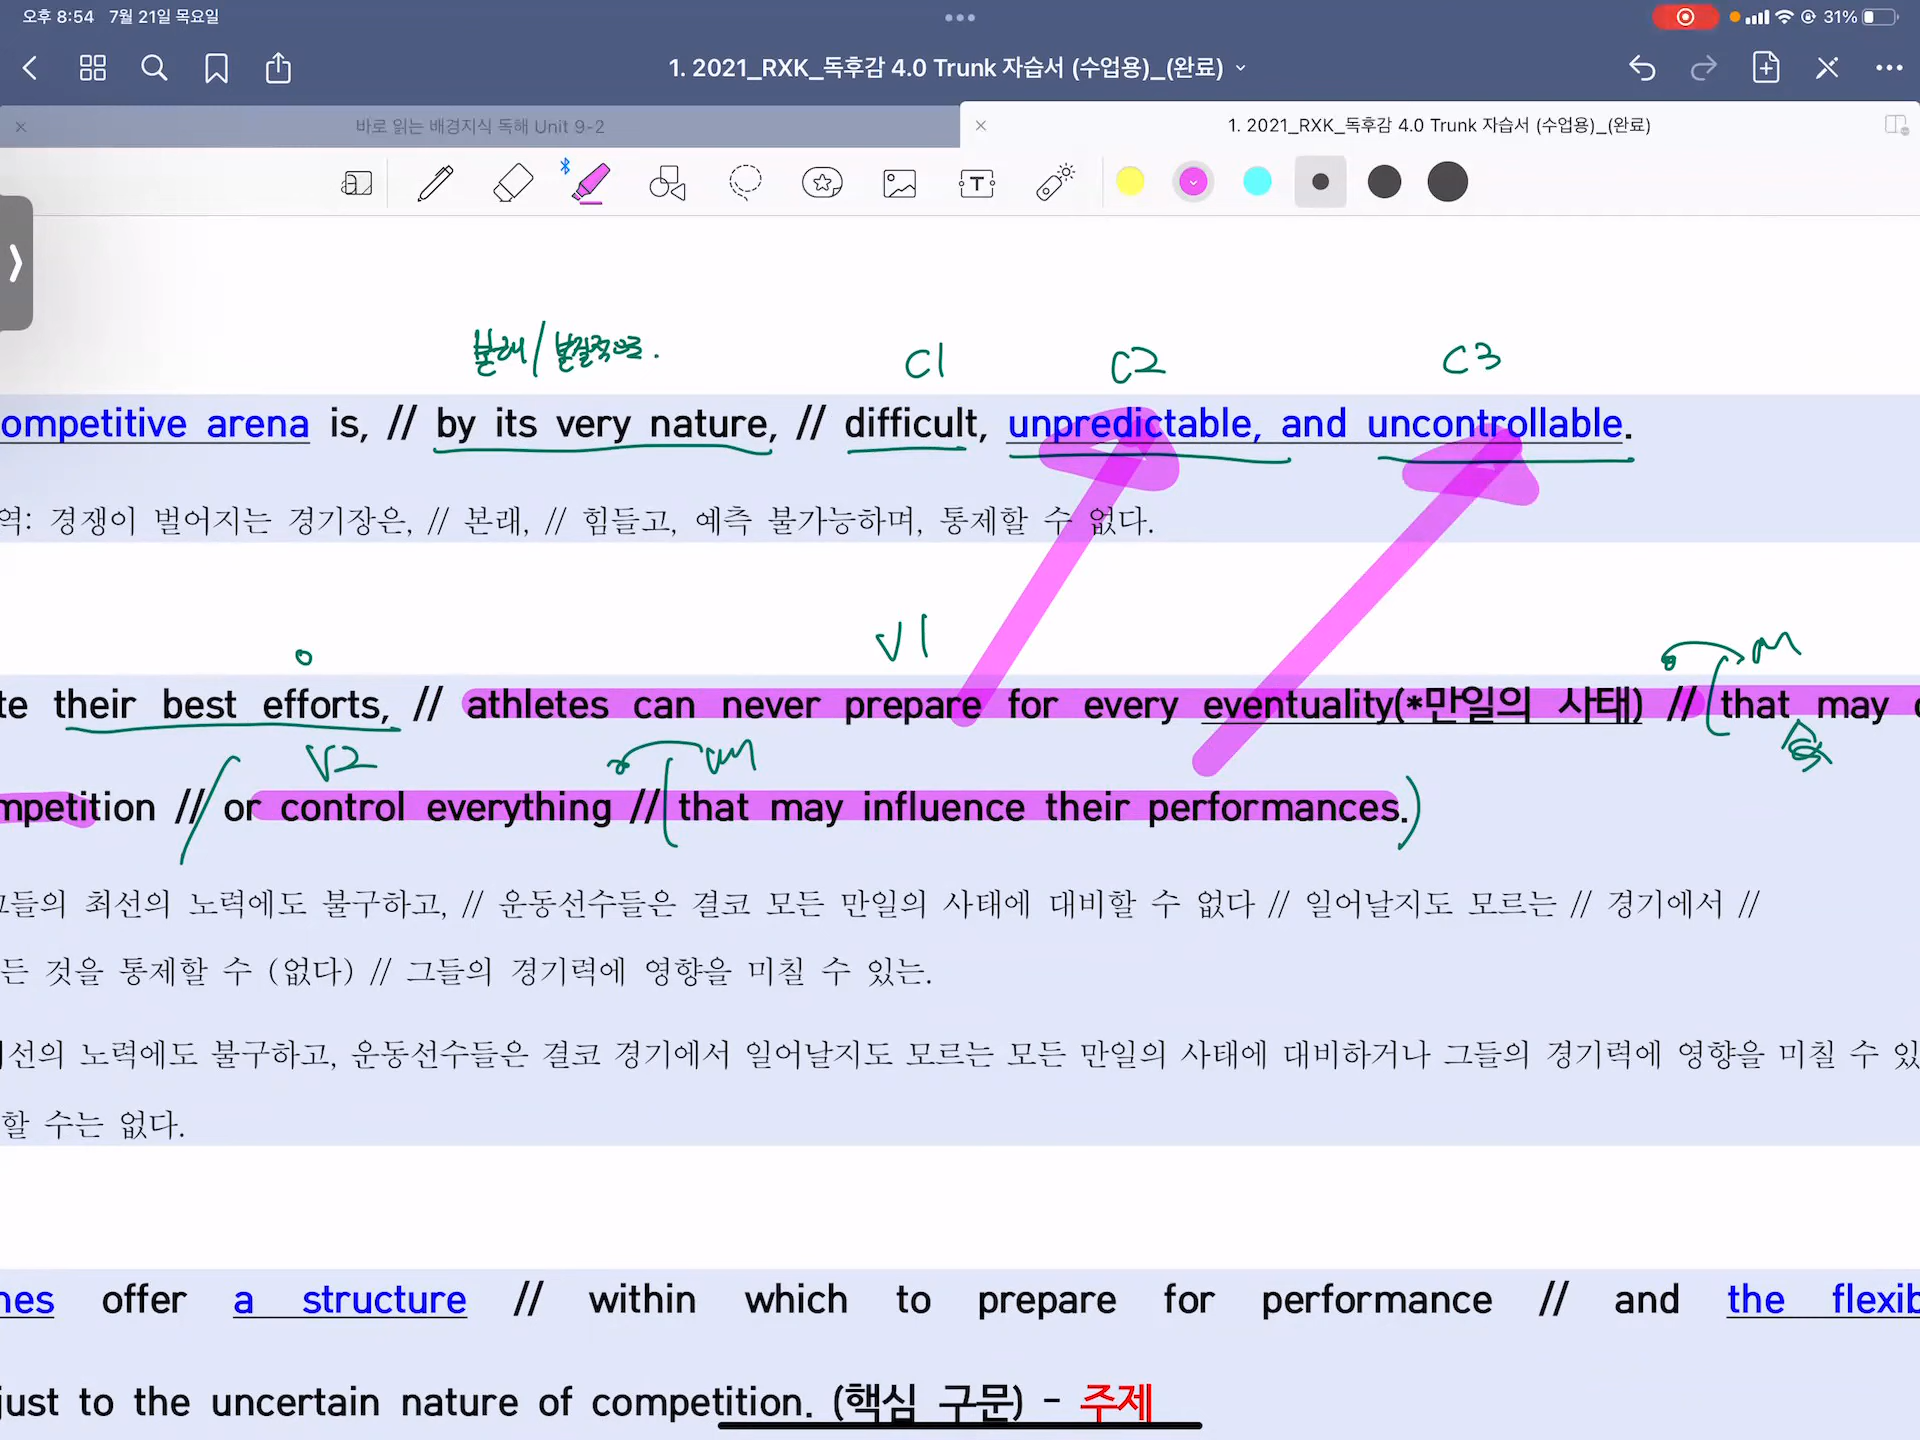 오후 8:54 7월 21일 목요일
31%
1. 2021_RXK_독후감 4.0 Trunk 자습서 (수업용)_(완료)
바로 읽는 배경지식 독해 Unit 9-2
1. 2021_RXK_독후감 4.0 Trunk 자습서 (수업용)_(완료)
본래/본질적으로. C1 C2 C3
ompetitive arena is, // by its very nature, // difficult, unpredictable, and uncontrollable.
역: 경쟁이 벌어지는 경기장은, // 본래, // 힘들고, 예측 불가능하며, 통제할 수 없다.
o V1 M
te their best efforts, // athletes can never prepare for every eventuality(*만일의 사태) // (that may
V2 M
mpetition // or control everything // (that may influence their performances.)
그들의 최선의 노력에도 불구하고, // 운동선수들은 결코 모든 만일의 사태에 대비할 수 없다 // 일어날지도 모르는 // 경기에서 //
든 것을 통제할 수 (없다) // 그들의 경기력에 영향을 미칠 수 있는.
선의 노력에도 불구하고, 운동선수들은 결코 경기에서 일어날지도 모르는 모든 만일의 사태에 대비하거나 그들의 경기력에 영향을 미칠 수 있
할 수는 없다.
nes offer a structure // within which to prepare for performance // and the flexib
just to the uncertain nature of competition. (핵심 구문) - 주제